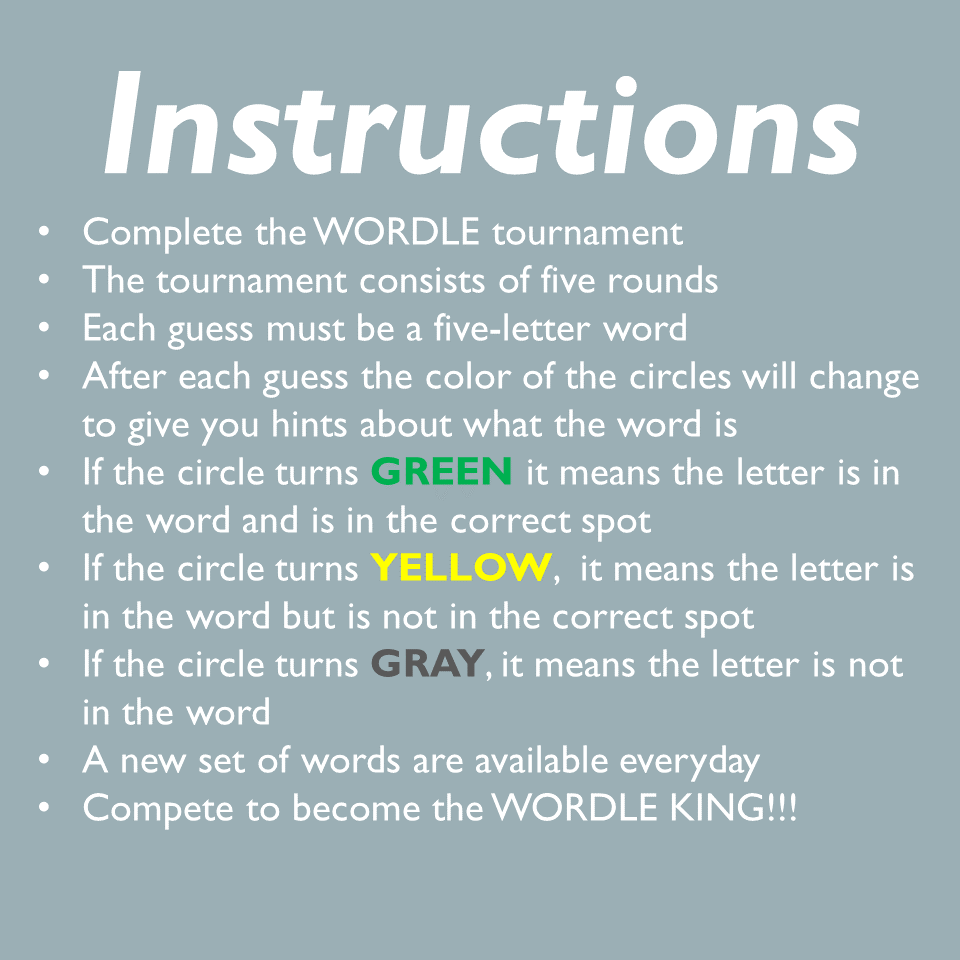 Instructions
• Complete the WORDLE tournament
• The tournament consists of five rounds
• Each guess must be a five-letter word
• After each guess the color of the circles will change
to give you hints about what the word is
• If the circle turns GREEN it means the letter is in
the word and is in the correct spot
• If the circle turns YELLOW,  it means the letter is
in the word but is not in the correct spot
• If the circle turns GRAY, it means the letter is not
in the word
• A new set of words are available everyday
• Compete to become the WORDLE KING!!!